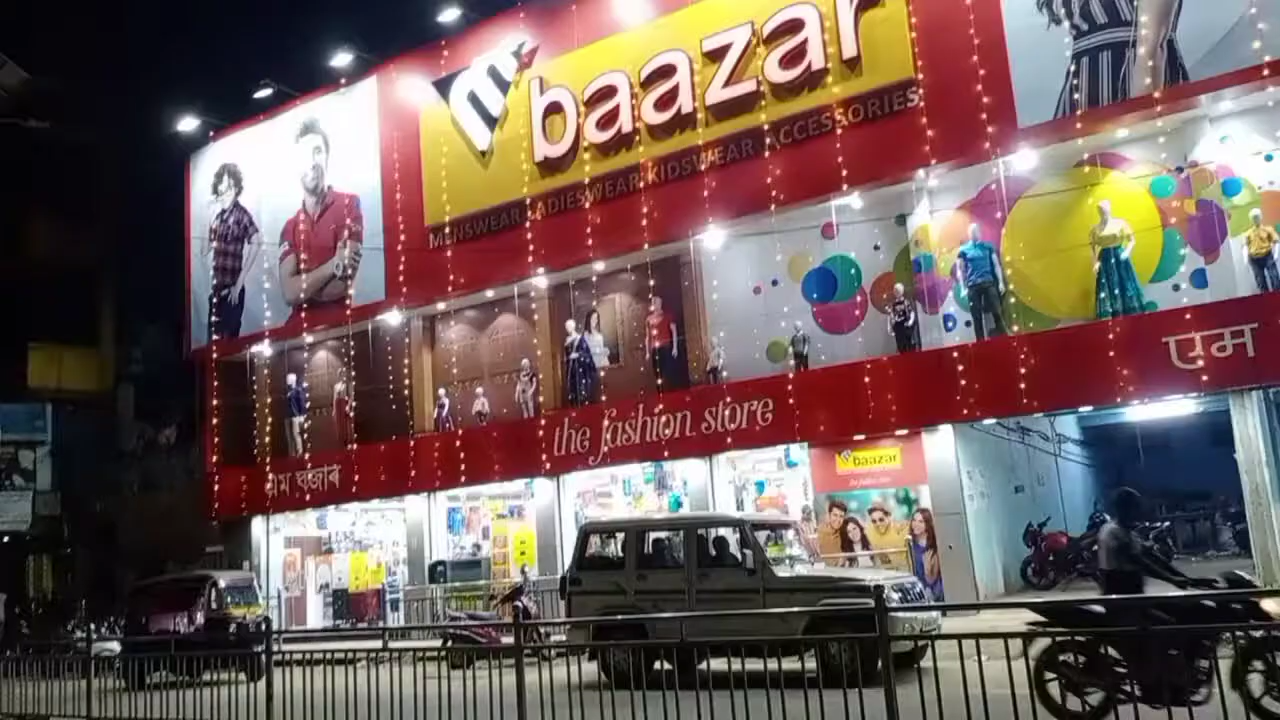 M baazar
MENSWEAR LADIESWEAR KIDSWEAR ACCESSORIES
the fashion store
एम
এম বজাৰ
baazar